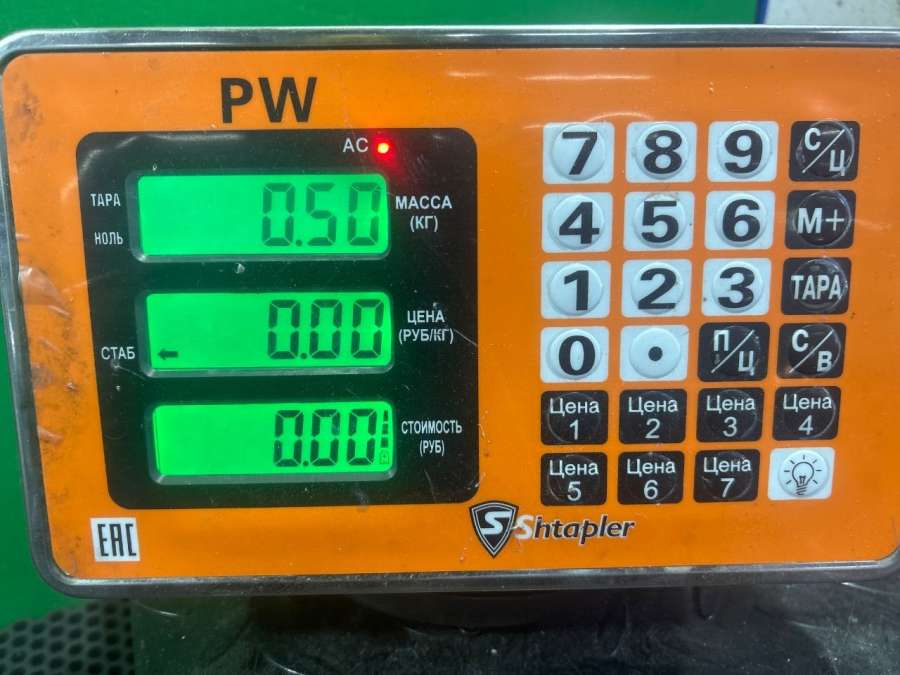 PW
AC
ТАРА
НОЛЬ
0.50
МАССА
(КГ)
СТАБ
0.00
ЦЕНА
(РУБ/КГ)
0.00
СТОИМОСТЬ
(РУБ)
7 8 9 С/Ц
4 5 6 М+
1 2 3 ТАРА
0 . П/Ц С/В
Цена 1
Цена 2
Цена 3
Цена 4
Цена 5
Цена 6
Цена 7
EAC
S Shtapler